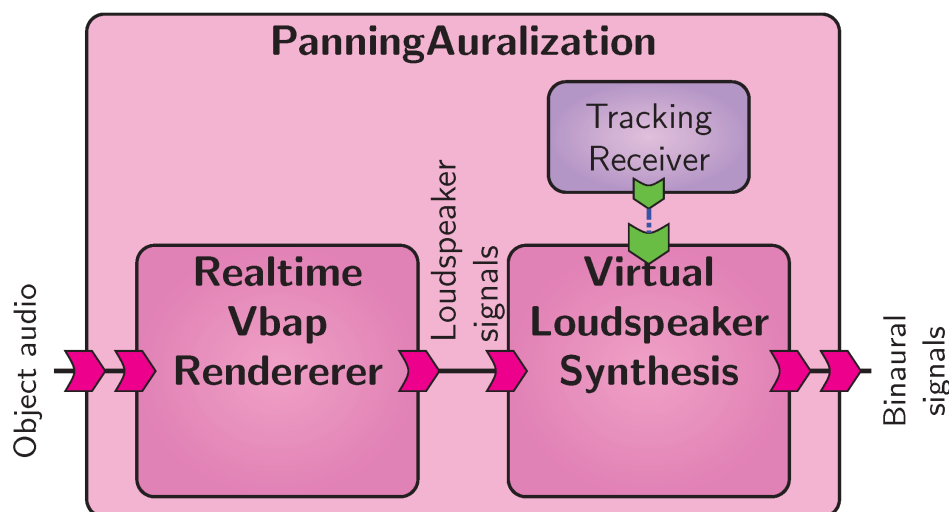 PanningAuralization
Tracking
Receiver
Object audio
Realtime
Vbap
Rendererer
Loudspeaker
signals
Virtual
Loudspeaker
Synthesis
Binaural
signals